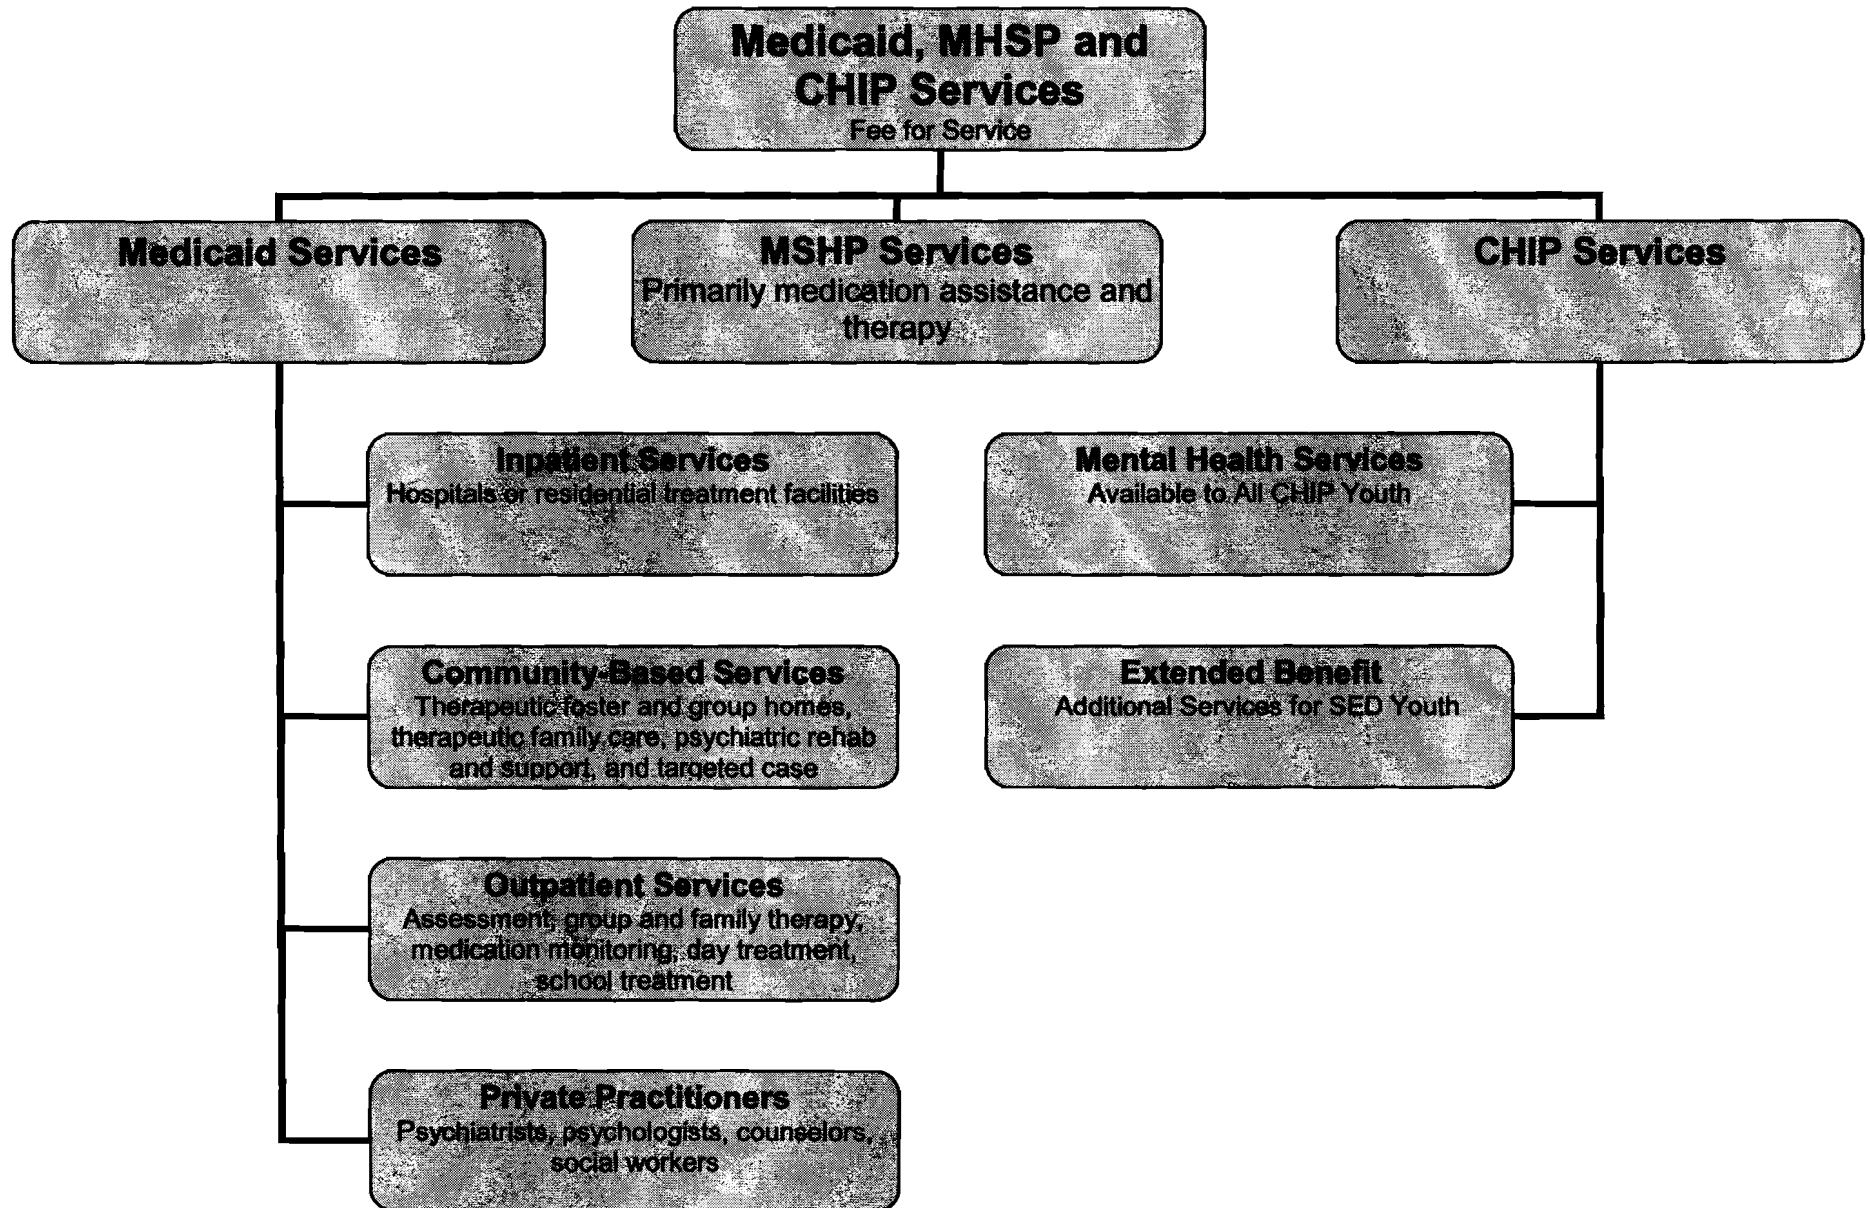 Medicaid, MHSP and
CHIP Services
Fee for Service
Medicaid Services
MSHP Services
Primarily medication assistance and
therapy
CHIP Services
Inpatient Services
Hospitals or residential treatment facilities
Mental Health Services
Available to All CHIP Youth
Community-Based Services
Therapeutic foster and group homes,
therapeutic family care, psychiatric rehab
and support, and targeted case
Extended Benefit
Additional Services for SED Youth
Outpatient Services
Assessment, group and family therapy,
medication monitoring, day treatment,
school treatment
Private Practitioners
Psychiatrists, psychologists, counselors,
social workers